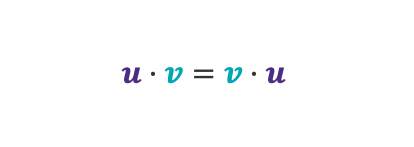 u · v = v · u